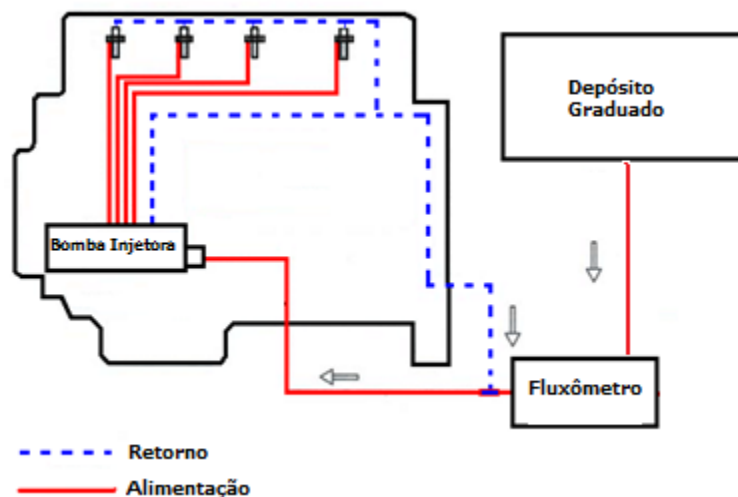 Depósito
Graduado
Bomba Injetora
Fluxômetro
Retorno
Alimentação